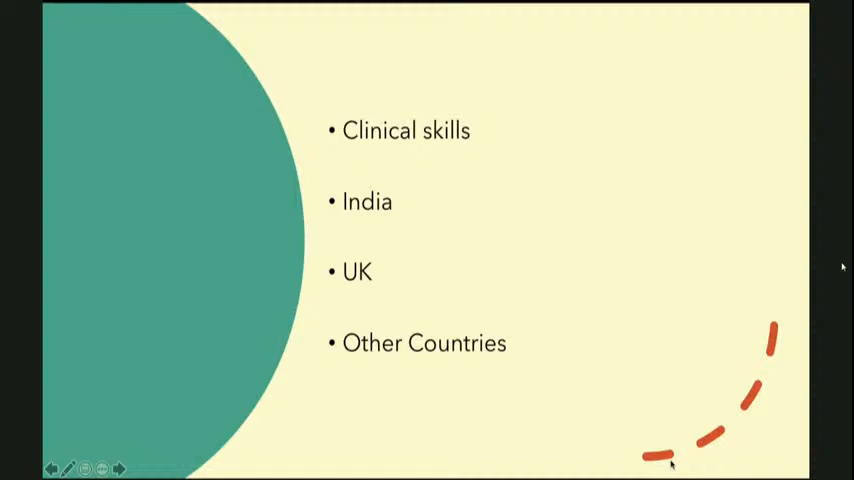 • Clinical skills
• India
• UK
• Other Countries